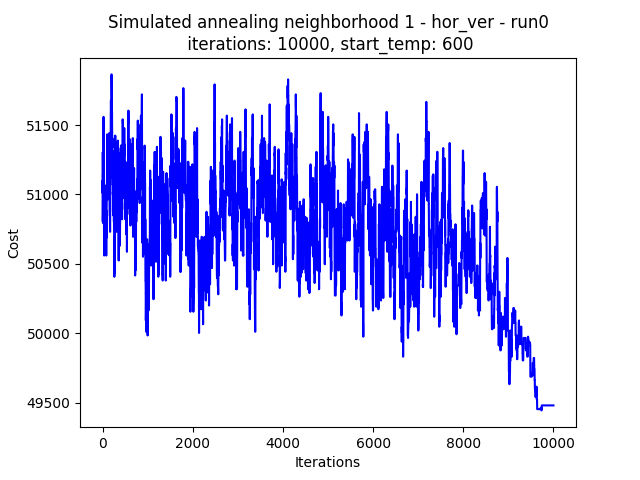 Simulated annealing neighborhood 1 - hor_ver - run0
iterations: 10000, start_temp: 600
51500
51000
50500
50000
49500
Cost
0 2000 4000 6000 8000 10000
Iterations